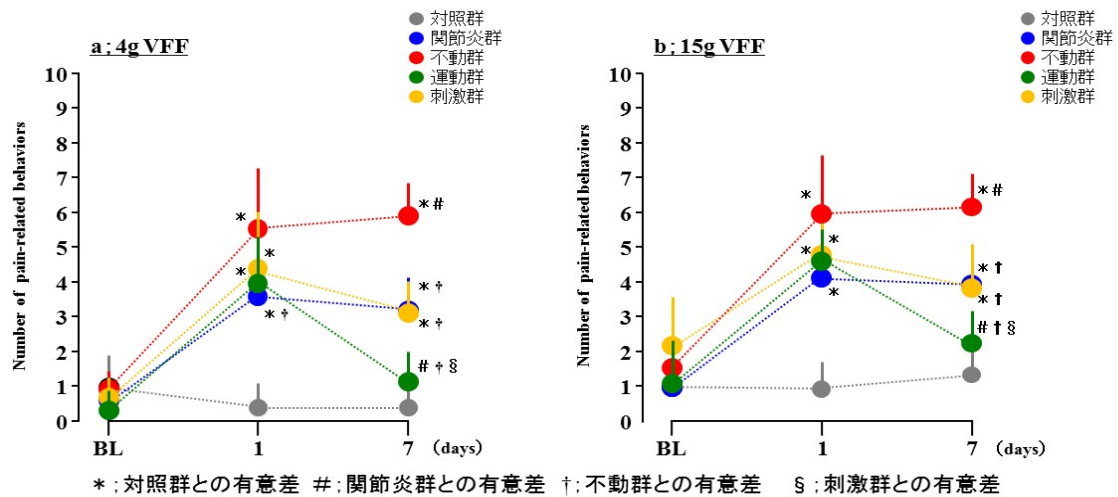 a ; 4g VFF
対照群
関節炎群
不動群
運動群
刺激群
Number of pain-related behaviors
10
9
8
7
6
5
4
3
2
1
0
*
*
*
* †
* #
* †
* †
# † §
BL 1 7 (days)
b ; 15g VFF
対照群
関節炎群
不動群
運動群
刺激群
Number of pain-related behaviors
10
9
8
7
6
5
4
3
2
1
0
*
*
*
*
* #
* †
* †
# † §
BL 1 7 (days)
* ;対照群との有意差 # ;関節炎群との有意差 † ;不動群との有意差 § ;刺激群との有意差